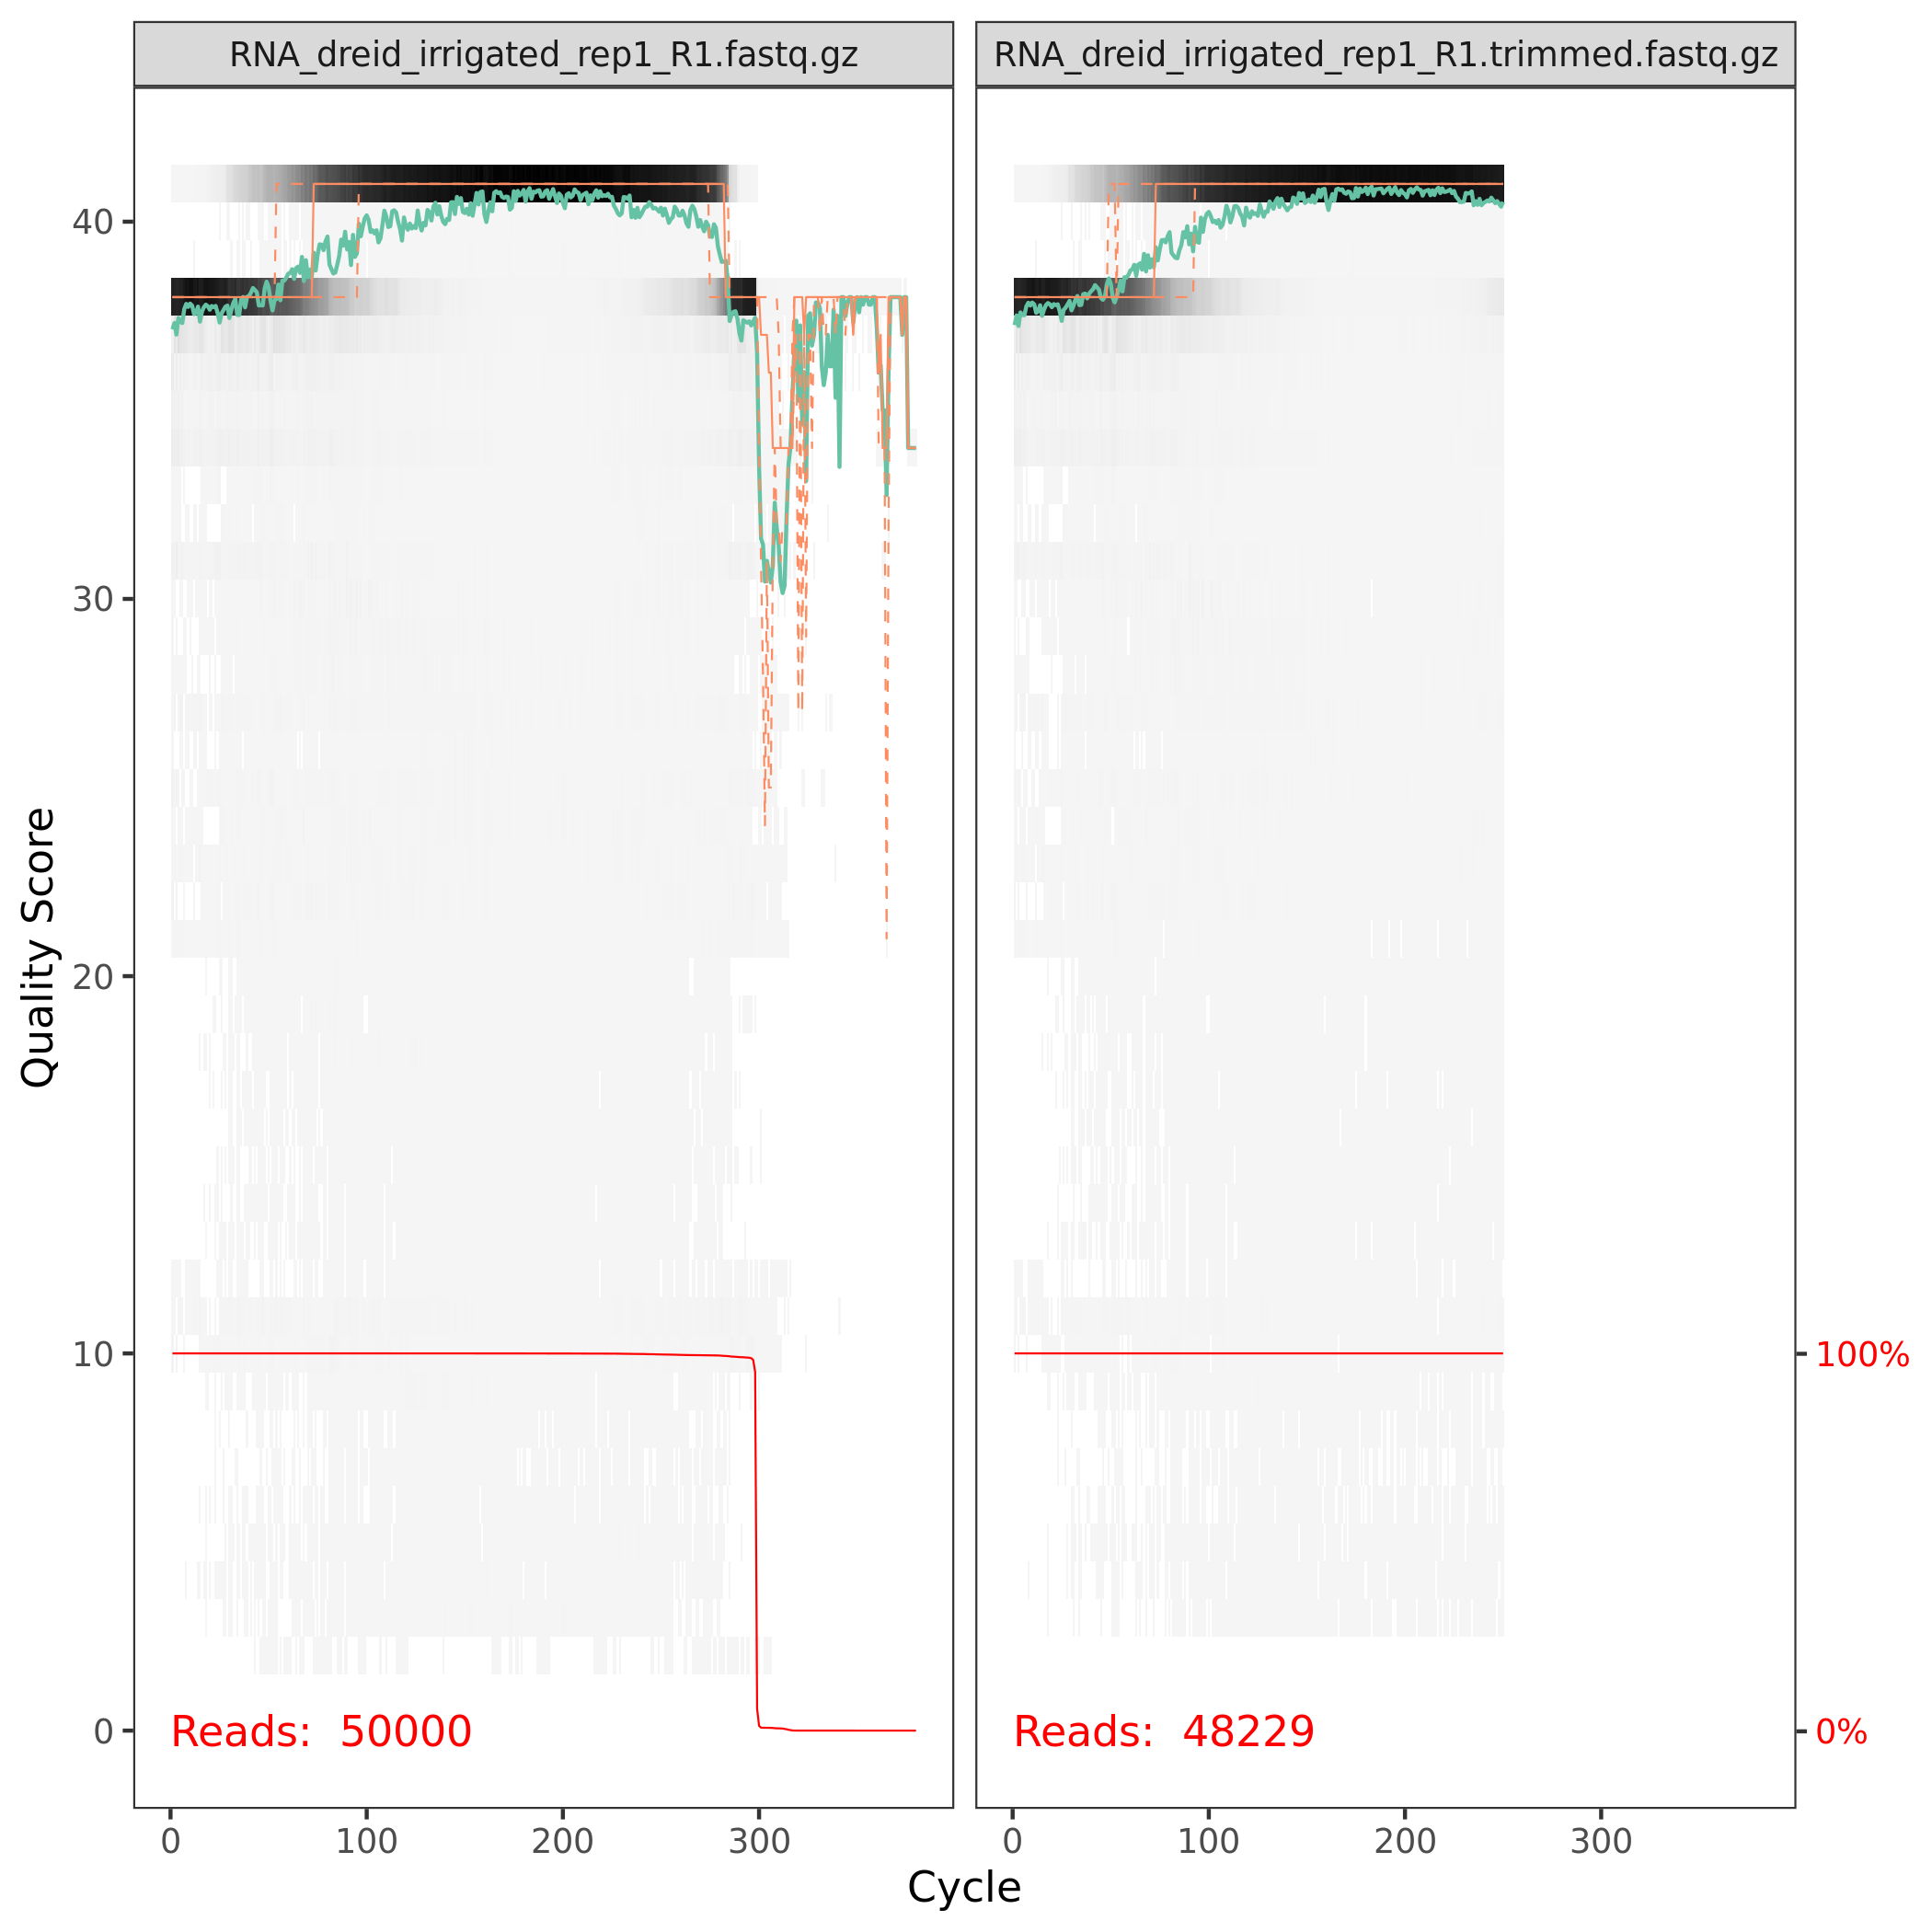 RNA_dreid_irrigated_rep1_R1.fastq.gz
RNA_dreid_irrigated_rep1_R1.trimmed.fastq.gz
Quality Score
40
30
20
10
0
100%
0%
Reads: 50000
Reads: 48229
0 100 200 300
0 100 200 300
Cycle